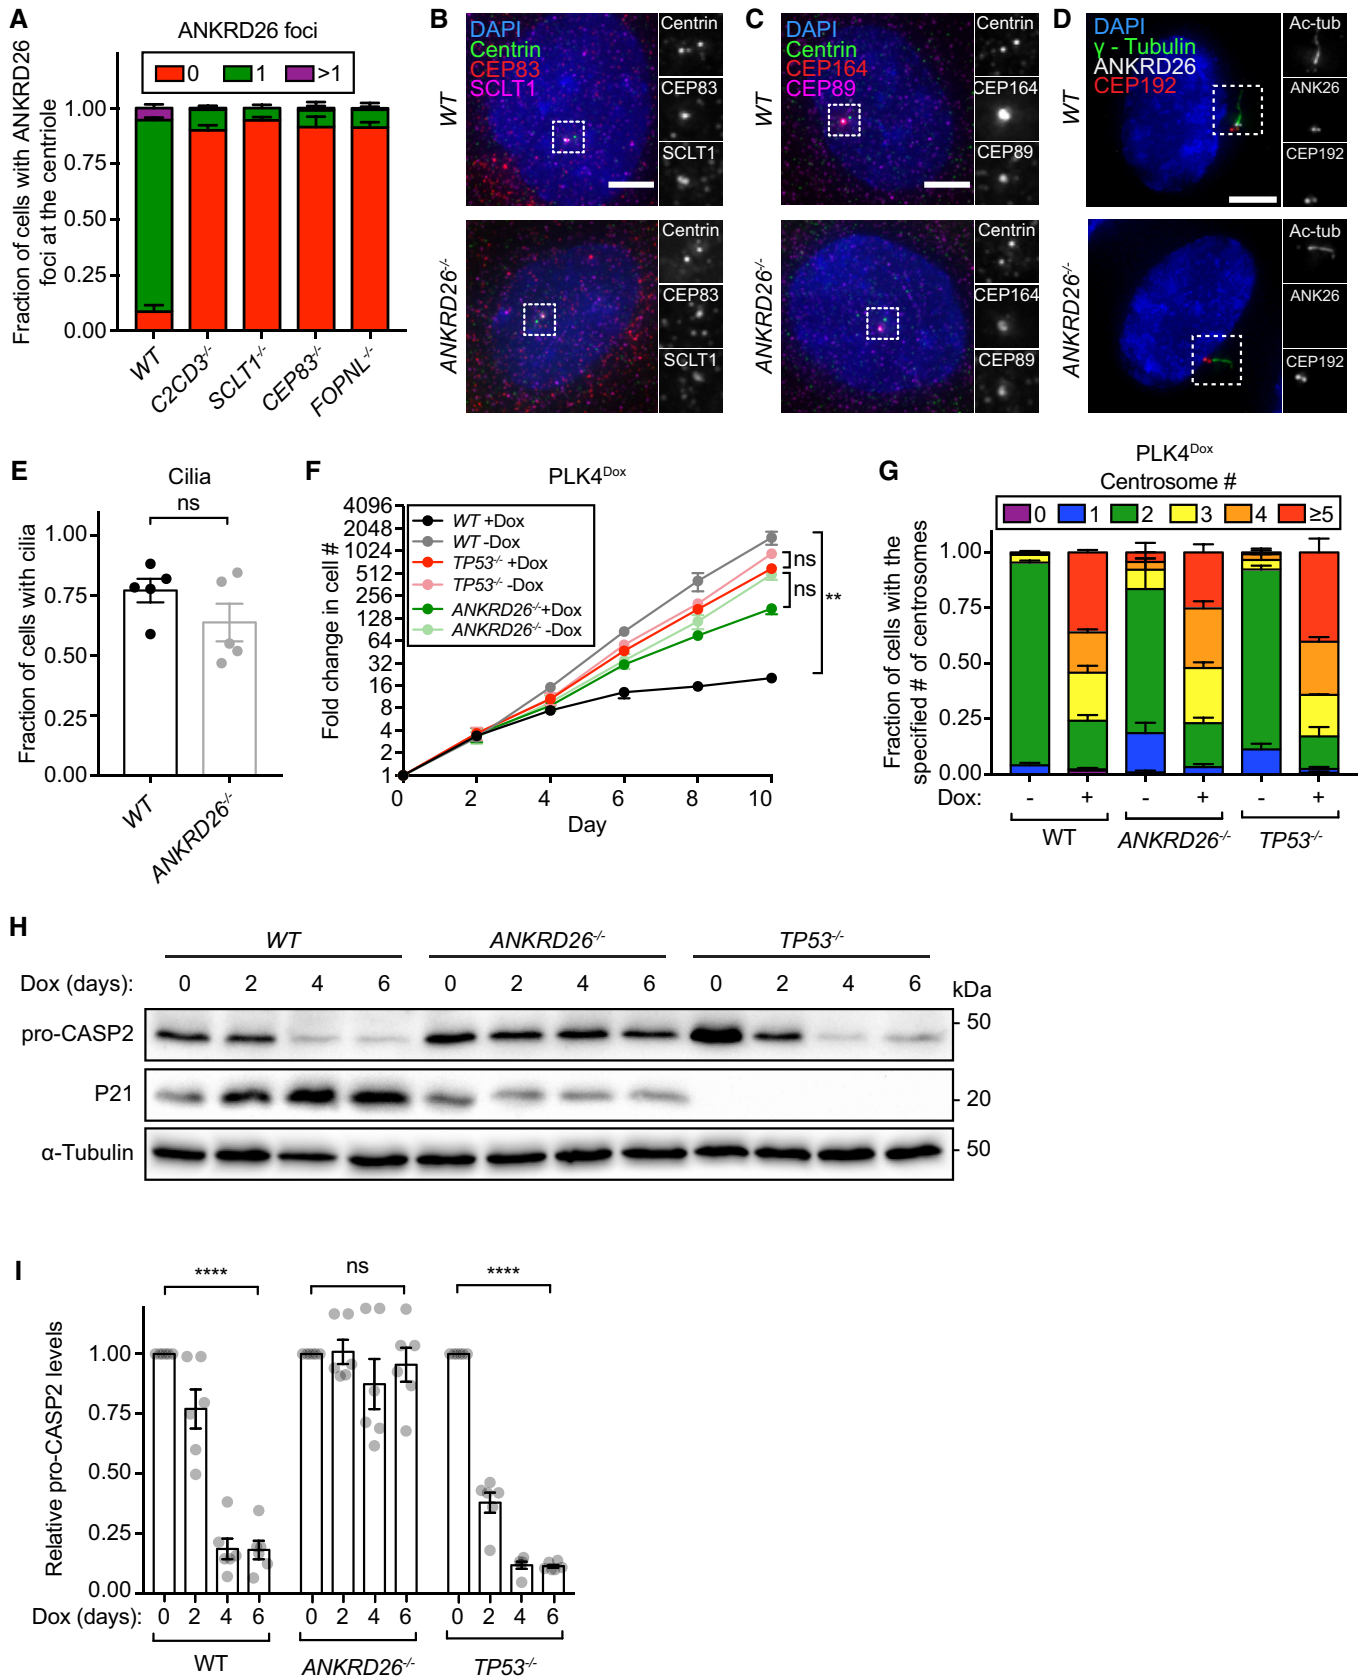 A
ANKRD26 foci
0 1 >1
Fraction of cells with ANKRD26
foci at the centriole
1.00
0.75
0.50
0.25
0.00
WT
C2CD3-/-
SCLT1-/-
CEP83-/-
FOPNL-/-
B
WT
DAPI
Centrin
CEP83
SCLT1
Centrin
CEP83
SCLT1
ANKRD26-/-
Centrin
CEP83
SCLT1
C
WT
DAPI
Centrin
CEP164
CEP89
Centrin
CEP164
CEP89
ANKRD26-/-
Centrin
CEP164
CEP89
D
WT
DAPI
γ - Tubulin
ANKRD26
CEP192
Ac-tub
ANK26
CEP192
ANKRD26-/-
Ac-tub
ANK26
CEP192
E
Cilia
ns
Fraction of cells with cilia
1.00
0.75
0.50
0.25
0.00
WT
ANKRD26-/-
F
PLK4Dox
Fold change in cell #
4096
2048
1024
512
256
128
64
32
16
8
4
2
1
WT +Dox
WT -Dox
TP53-/- +Dox
TP53-/- -Dox
ANKRD26-/-+Dox
ANKRD26-/- -Dox
ns
ns
**
0 2 4 6 8 10
Day
G
PLK4Dox
Centrosome #
0 1 2 3 4 ≥5
Fraction of cells with the
specified # of centrosomes
1.00
0.75
0.50
0.25
0.00
Dox: - + - + - +
WT ANKRD26-/- TP53-/-
H
WT ANKRD26-/- TP53-/-
Dox (days): 0 2 4 6 0 2 4 6 0 2 4 6
kDa
pro-CASP2 50
P21 20
α-Tubulin 50
I
**** ns ****
Relative pro-CASP2 levels
1.00
0.75
0.50
0.25
0.00
Dox (days): 0 2 4 6 0 2 4 6 0 2 4 6
WT ANKRD26-/- TP53-/-